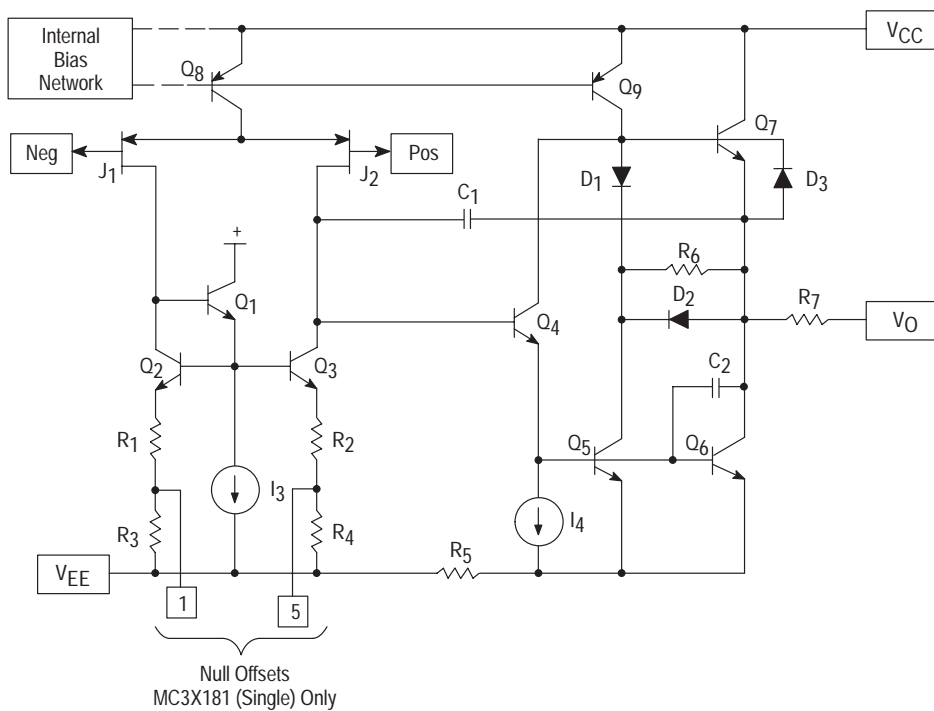 Internal
Bias
Network
VCC
Q8
Q9
Q7
Neg
J1
J2
Pos
D1
D3
C1
+
R6
Q1
D2
R7
VO
Q4
Q2
Q3
C2
R1
R2
Q5
Q6
I3
I4
R3
R4
R5
VEE
1
5
Null Offsets
MC3X181 (Single) Only